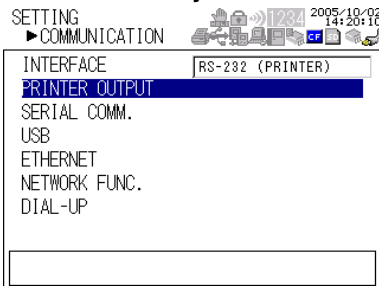 SETTING
►COMMUNICATION
1234
2005/10/02
14:20:10
CF
INTERFACE
RS-232 (PRINTER)
PRINTER OUTPUT
SERIAL COMM.
USB
ETHERNET
NETWORK FUNC.
DIAL-UP